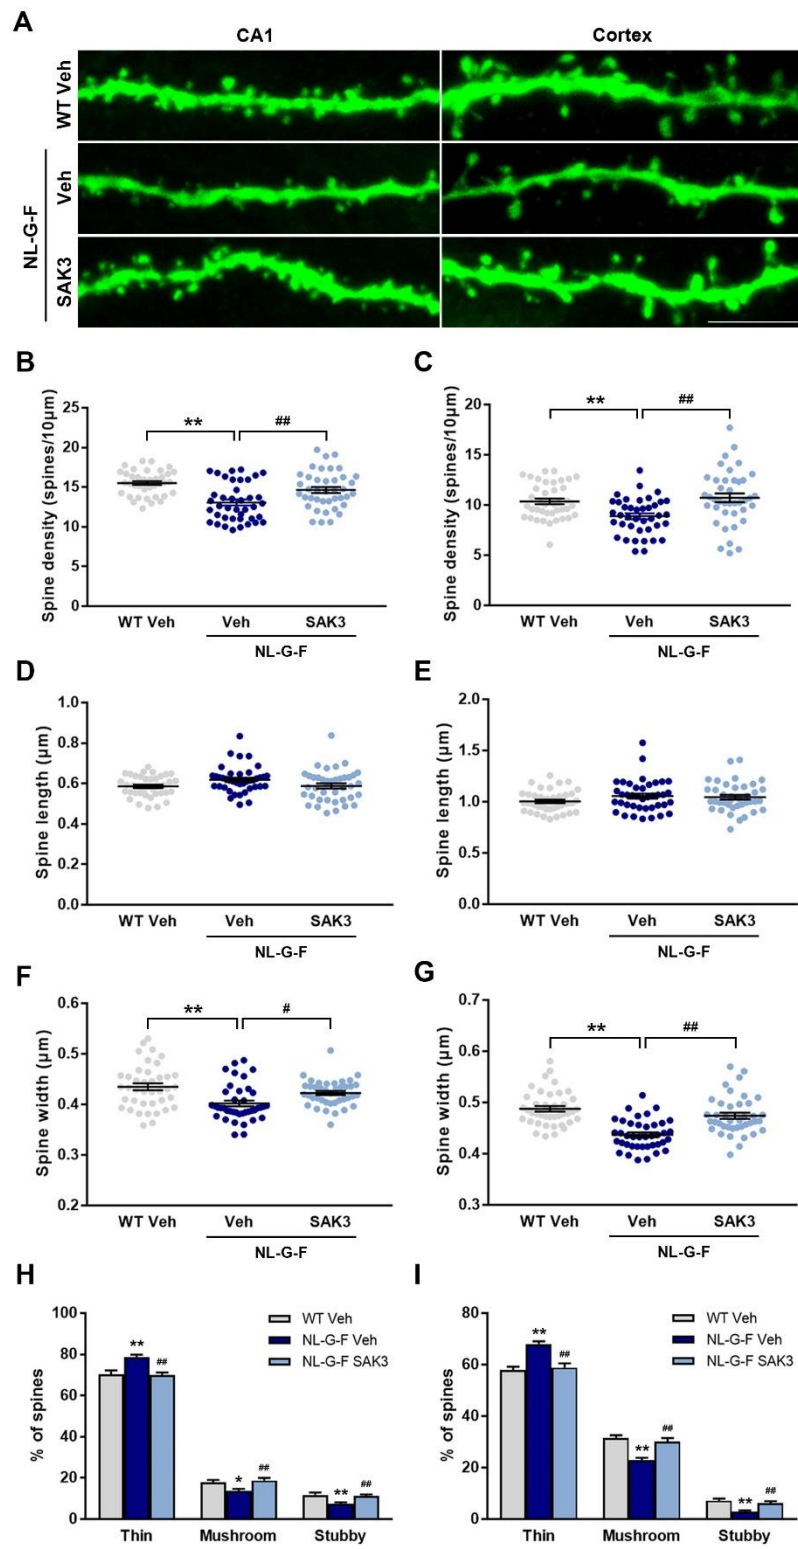 A
CA1 Cortex
WT Veh
Veh
SAK3
NL-G-F
B
Spine density (spines/10μm)
25
20
15
10
5
0
** ##
WT Veh Veh SAK3
NL-G-F
C
Spine density (spines/10μm)
20
15
10
5
0
** ##
WT Veh Veh SAK3
NL-G-F
D
Spine length (μm)
1.0
0.8
0.6
0.4
0.2
0.0
WT Veh Veh SAK3
NL-G-F
E
Spine length (μm)
2.0
1.5
1.0
0.5
0.0
WT Veh Veh SAK3
NL-G-F
F
Spine width (μm)
0.6
0.5
0.4
0.3
0.2
** #
WT Veh Veh SAK3
NL-G-F
G
Spine width (μm)
0.7
0.6
0.5
0.4
0.3
** ##
WT Veh Veh SAK3
NL-G-F
H
% of spines
100
80
60
40
20
0
WT Veh
NL-G-F Veh
NL-G-F SAK3
** ##
* ##
** ##
Thin Mushroom Stubby
I
% of spines
80
60
40
20
0
WT Veh
NL-G-F Veh
NL-G-F SAK3
** ##
** ##
** ##
Thin Mushroom Stubby